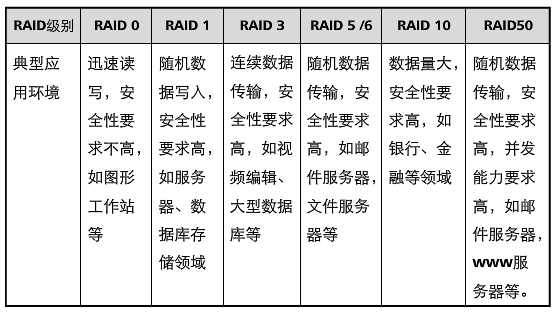 RAID级别
RAID 0
RAID 1
RAID 3
RAID 5 /6
RAID 10
RAID50
典型应
用环境
迅速读
写，安
全性要
求不高，
如图形
工作站
等
随机数
据写入，
安全性
要求高，
如服务
器、数
据库存
储领域
连续数据
传输，安
全性要求
高，如视
频编辑、
大型数据
库等
随机数据
传输，安
全性要求
高，如邮
件服务器，
文件服务
器等
数据量大，
安全性要
求高，如
银行、金
融等领域
随机数据
传输，安
全性要求
高，并发
能力要求
高，如邮
件服务器，
www服
务器等。